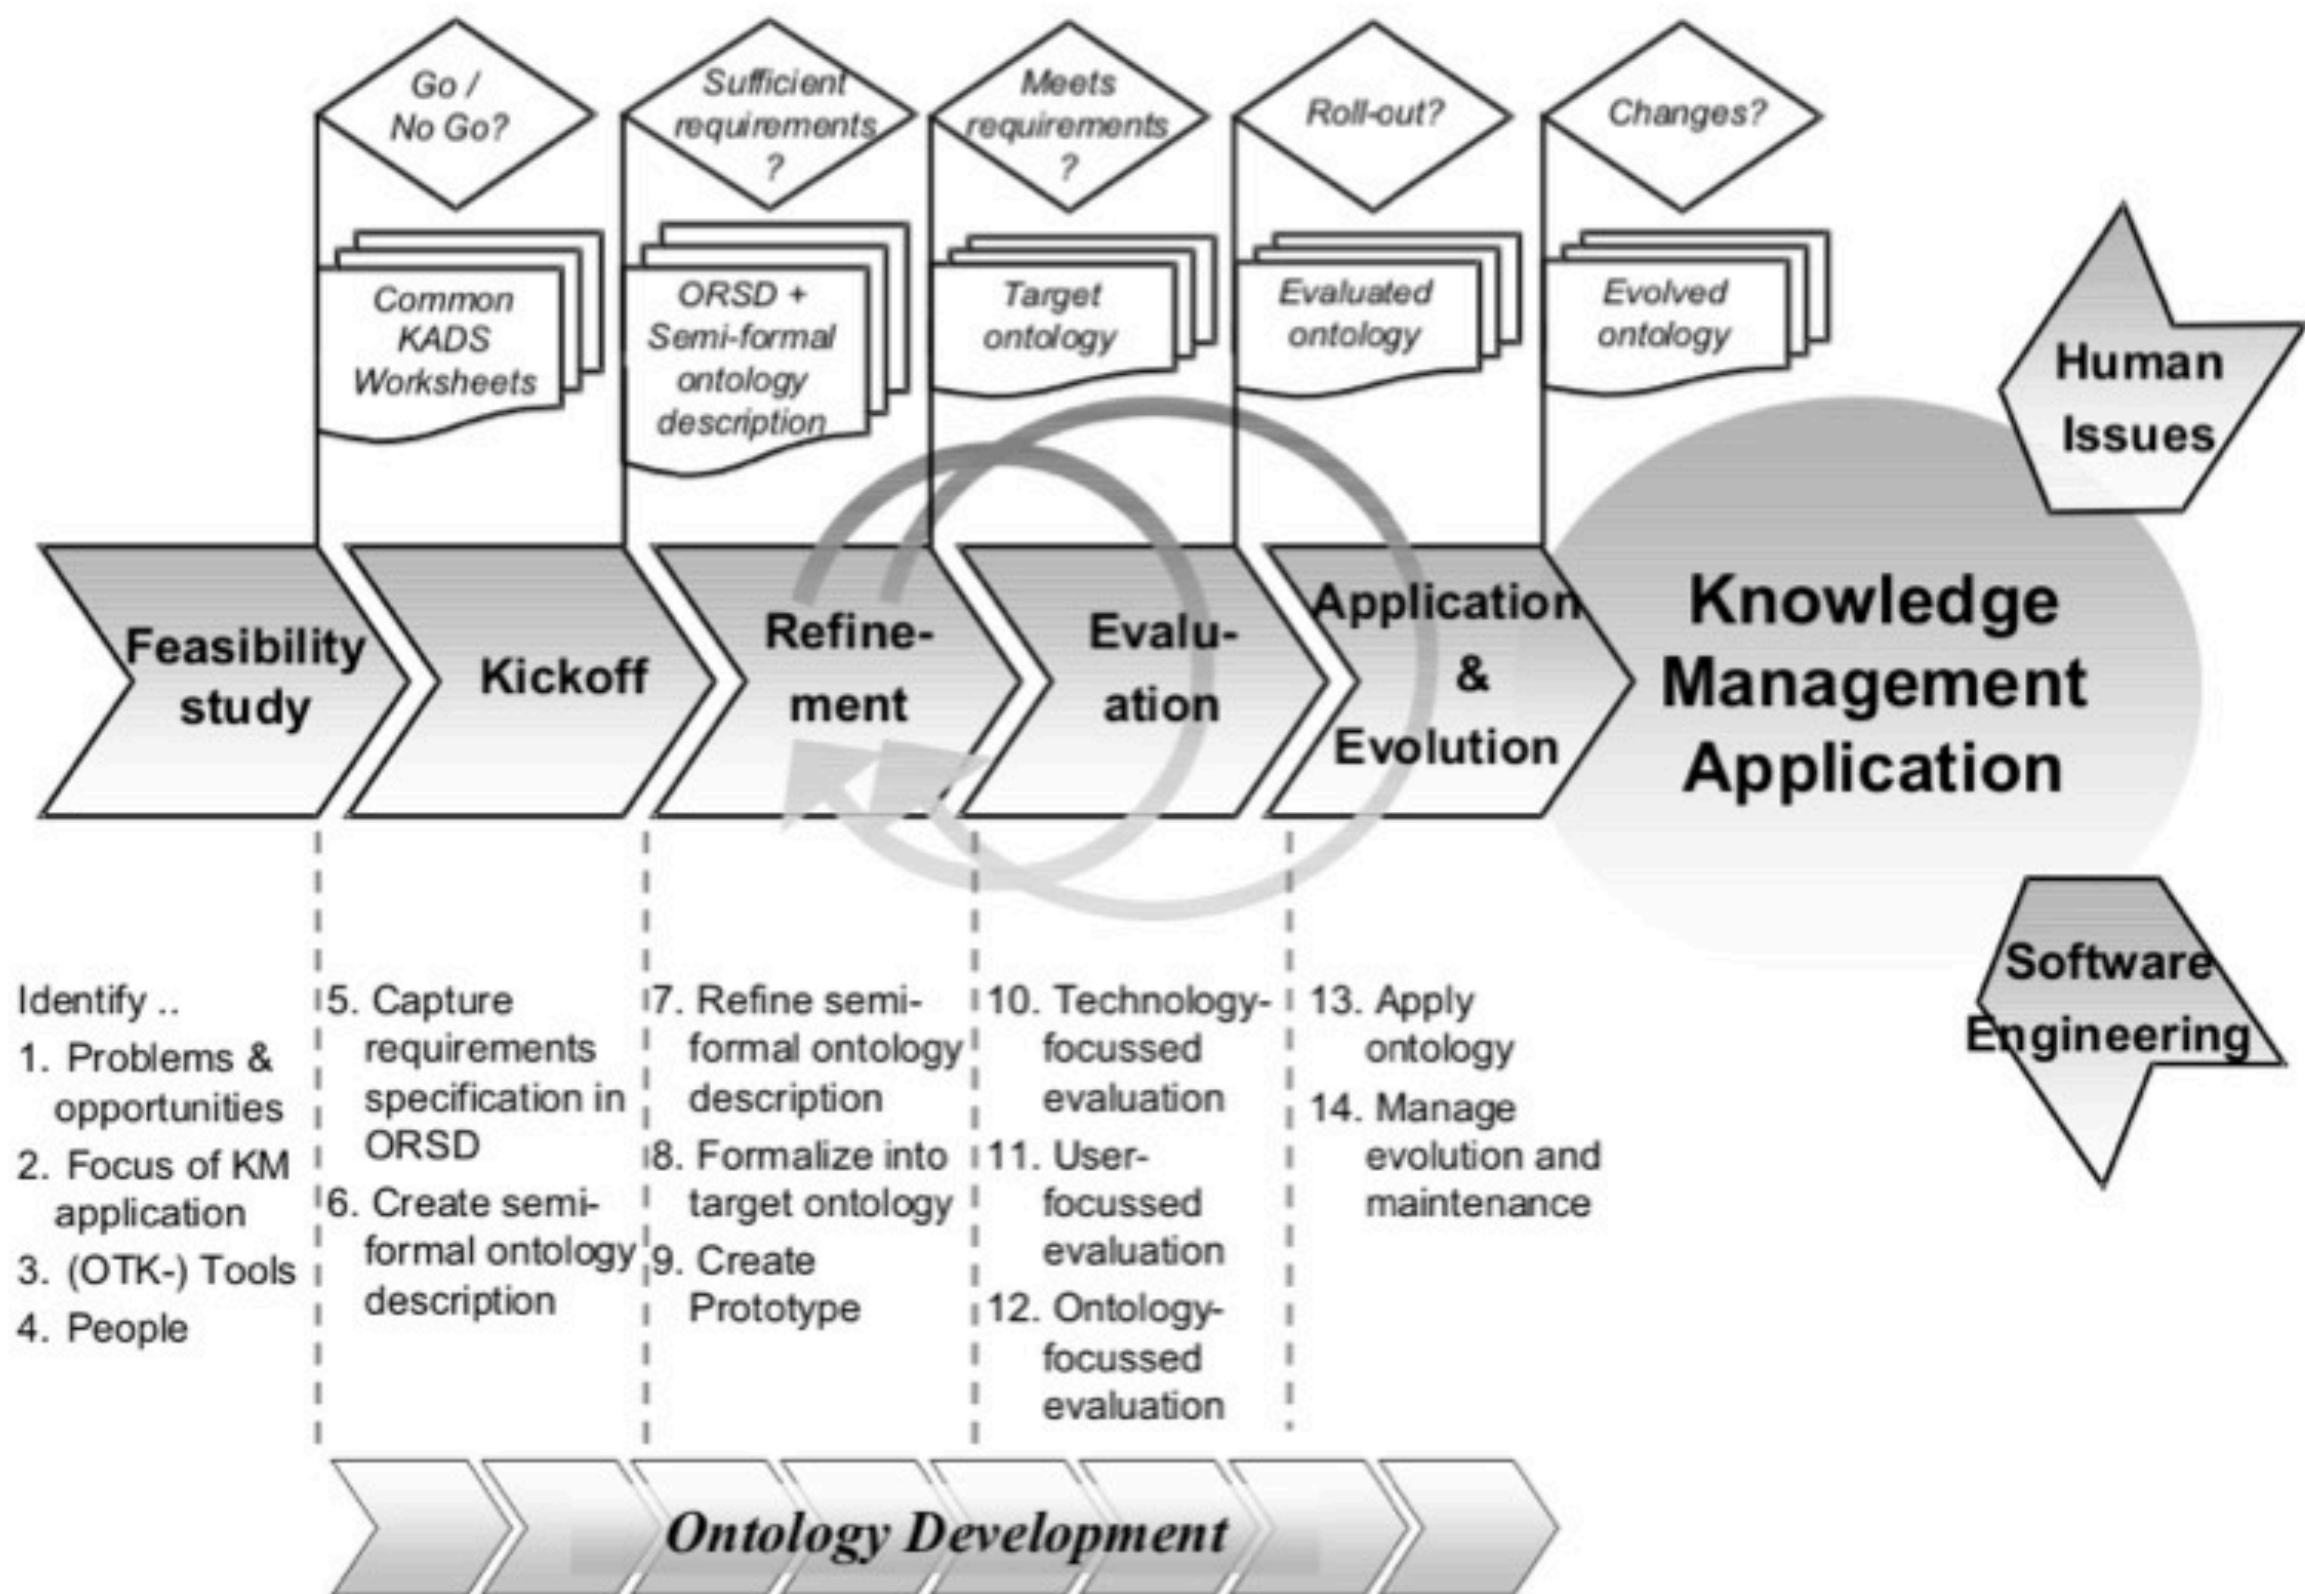 Go /
No Go?
Sufficient
requirements
?
Meets
requirements
?
Roll-out?
Changes?
Common
KADS
Worksheets
ORSD +
Semi-formal
ontology
description
Target
ontology
Evaluated
ontology
Evolved
ontology
Human
Issues
Feasibility
study
Kickoff
Refine-
ment
Evalu-
ation
Application
&
Evolution
Knowledge
Management
Application
Software
Engineering
Identify ..
1. Problems &
opportunities
2. Focus of KM
application
3. (OTK-) Tools
4. People
5. Capture
requirements
specification in
ORSD
6. Create semi-
formal ontology
description
7. Refine semi-
formal ontology
description
8. Formalize into
target ontology
9. Create
Prototype
10. Technology-
focussed
evaluation
11. User-
focussed
evaluation
12. Ontology-
focussed
evaluation
13. Apply
ontology
14. Manage
evolution and
maintenance
Ontology Development